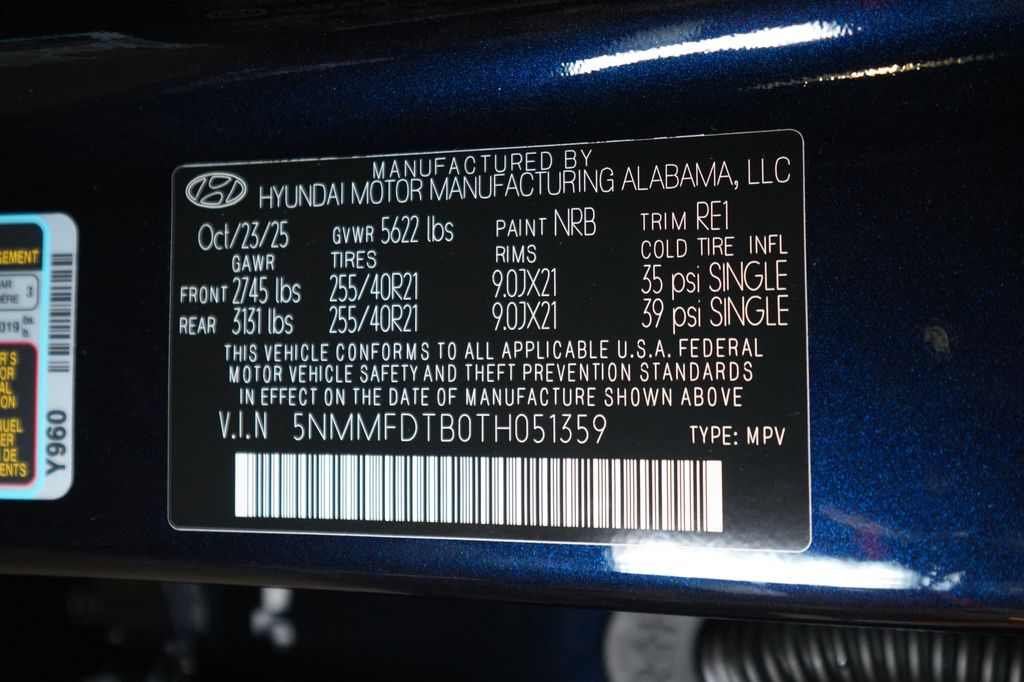 MANUFACTURED BY
HYUNDAI MOTOR MANUFACTURING ALABAMA, LLC
Oct/23/25 GVWR 5622 lbs PAINT NRB TRIM RE1
GAWR TIRES RIMS COLD TIRE INFL
FRONT 2745 lbs 255/40R21 9.0JX21 35 psi SINGLE
REAR 3131 lbs 255/40R21 9.0JX21 39 psi SINGLE
THIS VEHICLE CONFORMS TO ALL APPLICABLE U.S.A. FEDERAL
MOTOR VEHICLE SAFETY AND THEFT PREVENTION STANDARDS
IN EFFECT ON THE DATE OF MANUFACTURE SHOWN ABOVE
V.I.N 5NMMFDTB0TH051359 TYPE: MPV
Y960
3